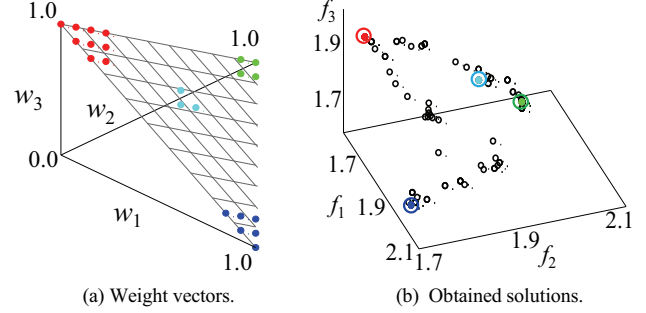 1.0
1.0
w3
w2
0.0
w1
1.0
(a) Weight vectors.
f3
1.9
1.7
1.7
f1
1.9
2.1
1.7
1.9
f2
2.1
(b) Obtained solutions.